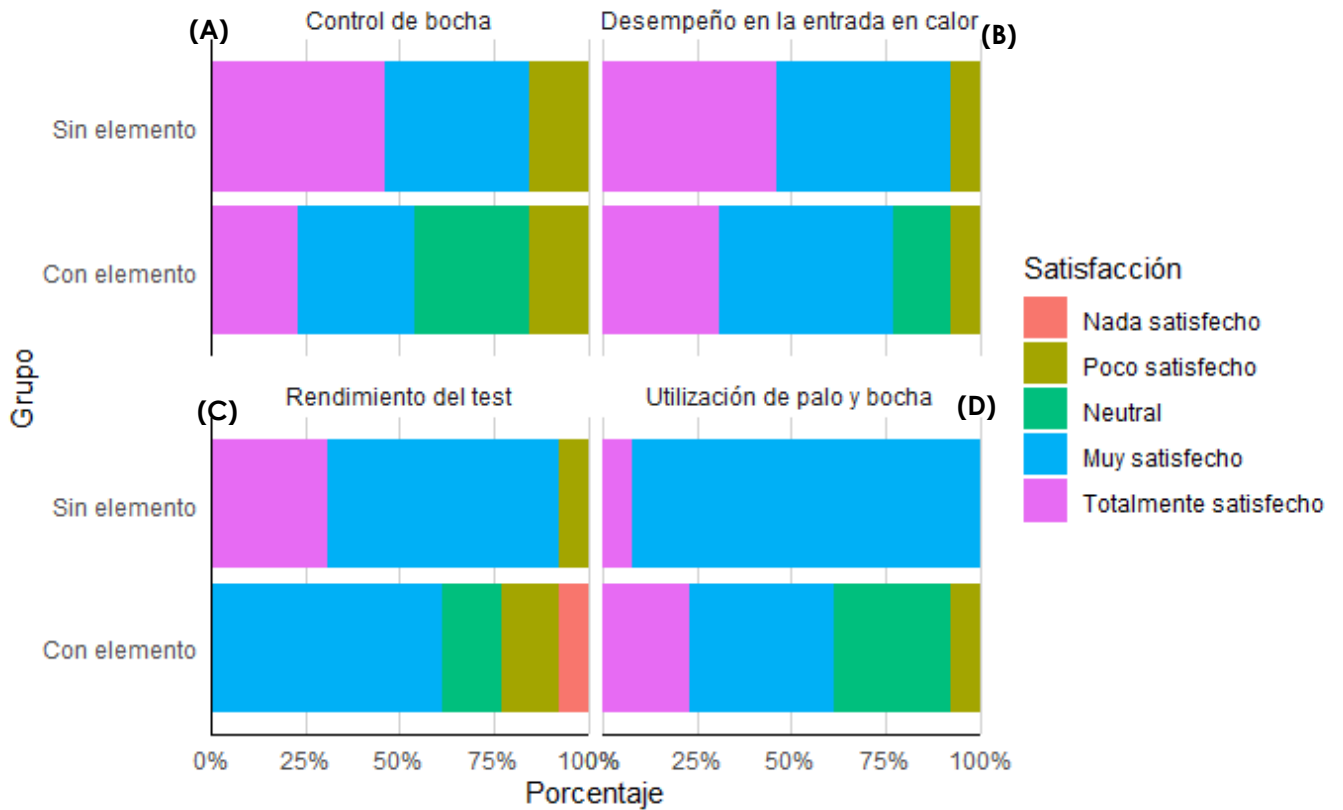 (A) Control de bocha
Desempeño en la entrada en calor (B)
Sin elemento
Con elemento
Grupo
(C) Rendimiento del test
Utilización de palo y bocha (D)
Sin elemento
Con elemento
0% 25% 50% 75% 100%
0% 25% 50% 75% 100%
Porcentaje
Satisfacción
Nada satisfecho
Poco satisfecho
Neutral
Muy satisfecho
Totalmente satisfecho